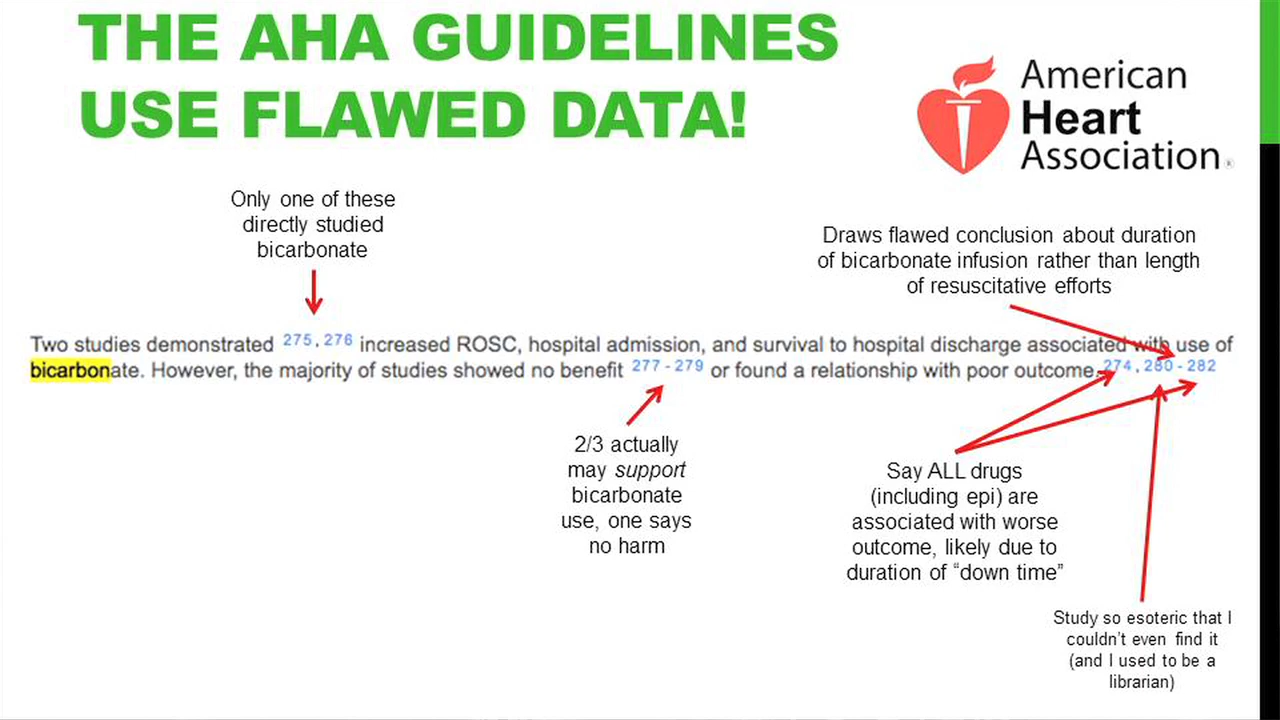 THE AHA GUIDELINES
USE FLAWED DATA!
American
Heart
Association®
Only one of these
directly studied
bicarbonate
Draws flawed conclusion about duration
of bicarbonate infusion rather than length
of resuscitative efforts
Two studies demonstrated 275, 276 increased ROSC, hospital admission, and survival to hospital discharge associated with use of
bicarbonate. However, the majority of studies showed no benefit 277 - 279 or found a relationship with poor outcome. 274, 280 - 282
2/3 actually
may support
bicarbonate
use, one says
no harm
Say ALL drugs
(including epi) are
associated with worse
outcome, likely due to
duration of “down time”
Study so esoteric that I
couldn’t even find it
(and I used to be a
librarian)